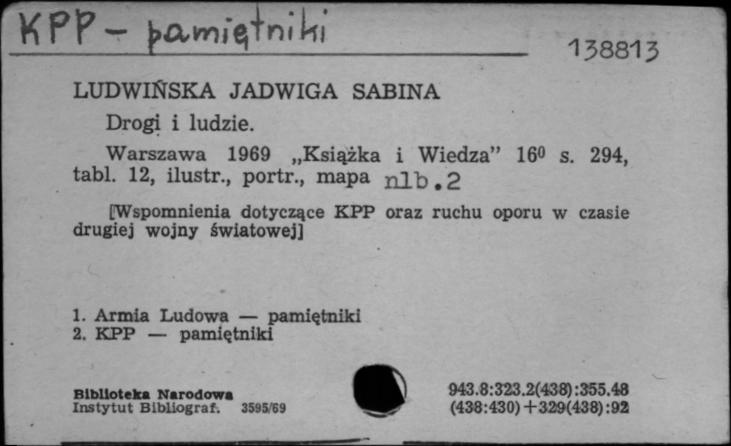 KPP - pamiętniki
138813
LUDWIŃSKA JADWIGA SABINA
Drogi i ludzie.
Warszawa 1969 „Książka i Wiedza” 16⁰ s. 294,
tabl. 12, ilustr., portr., mapa nlb.2
[Wspomnienia dotyczące KPP oraz ruchu oporu w czasie
drugiej wojny światowej]
1. Armia Ludowa — pamiętniki
2. KPP — pamiętniki
Biblioteka Narodowa
Instytut Bibliograf. 3595/69
943.8:323.2(438):355.48
(438:430)+329(438):92